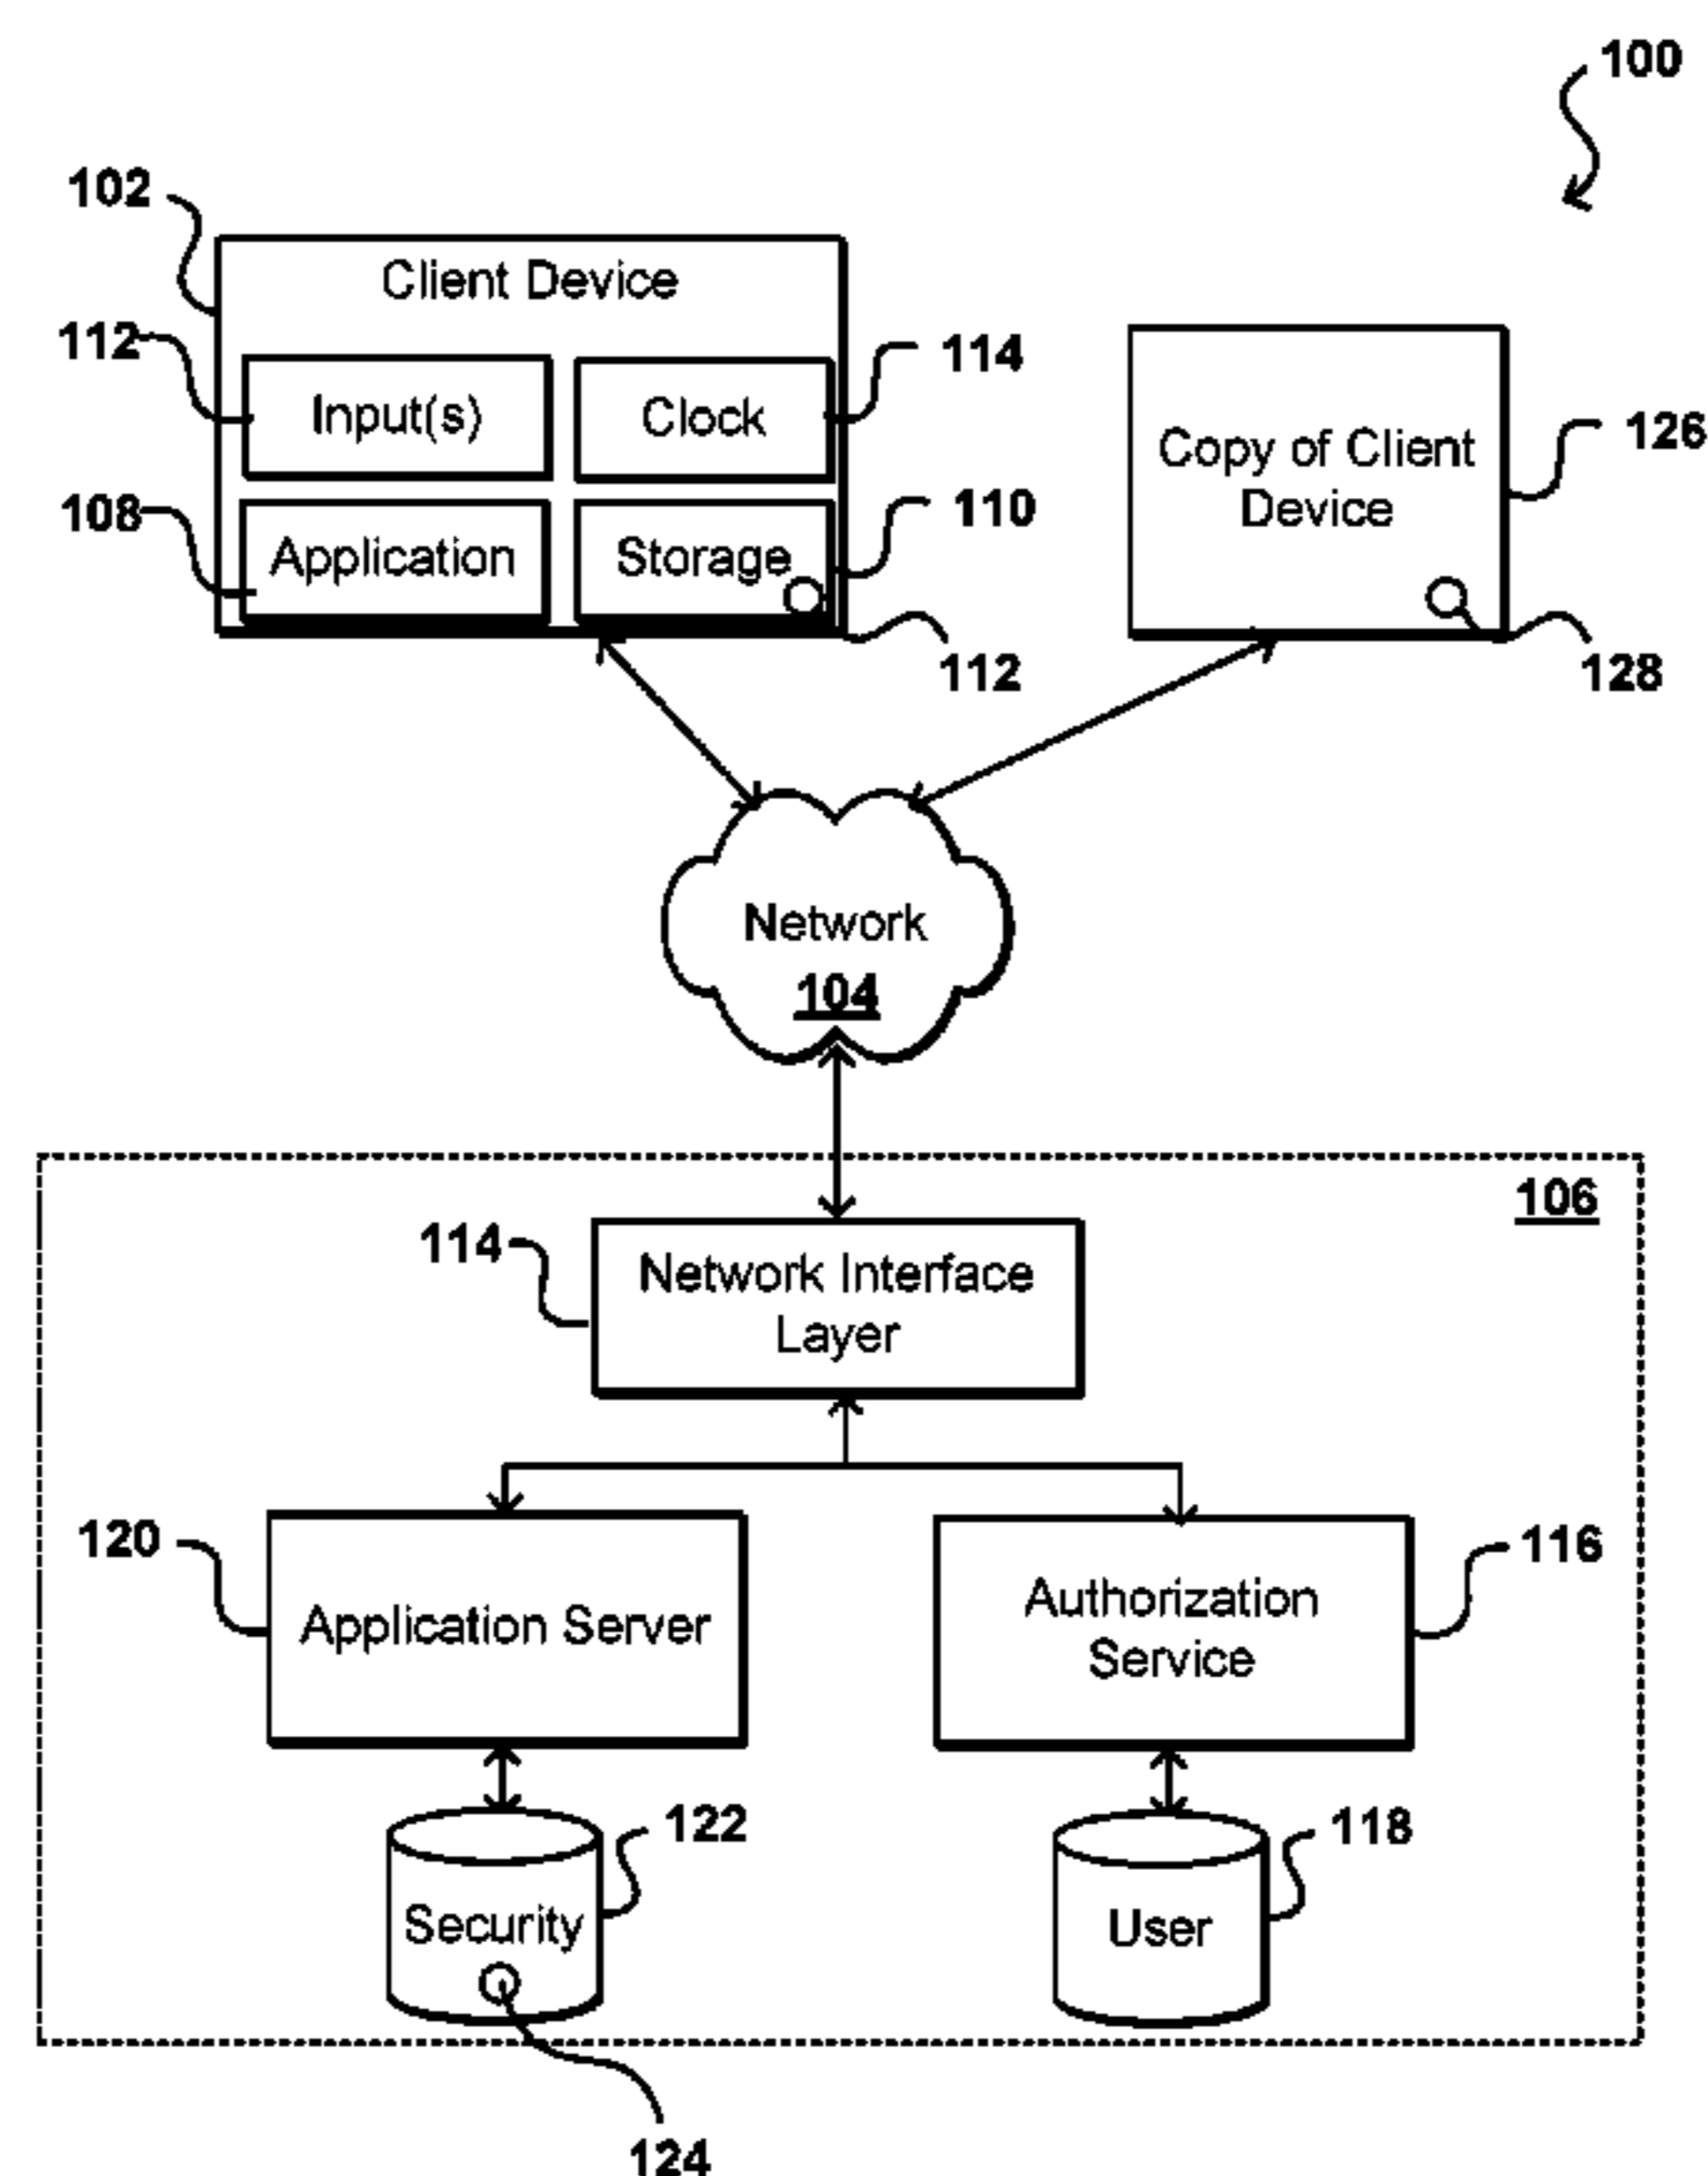 100
102
Client Device
112
Input(s)
Clock
114
126
Copy of Client
Device
108
Application
Storage
110
112
128
Network
104
106
114
Network Interface
Layer
120
Application Server
Authorization
Service
116
122
Security
118
User
124